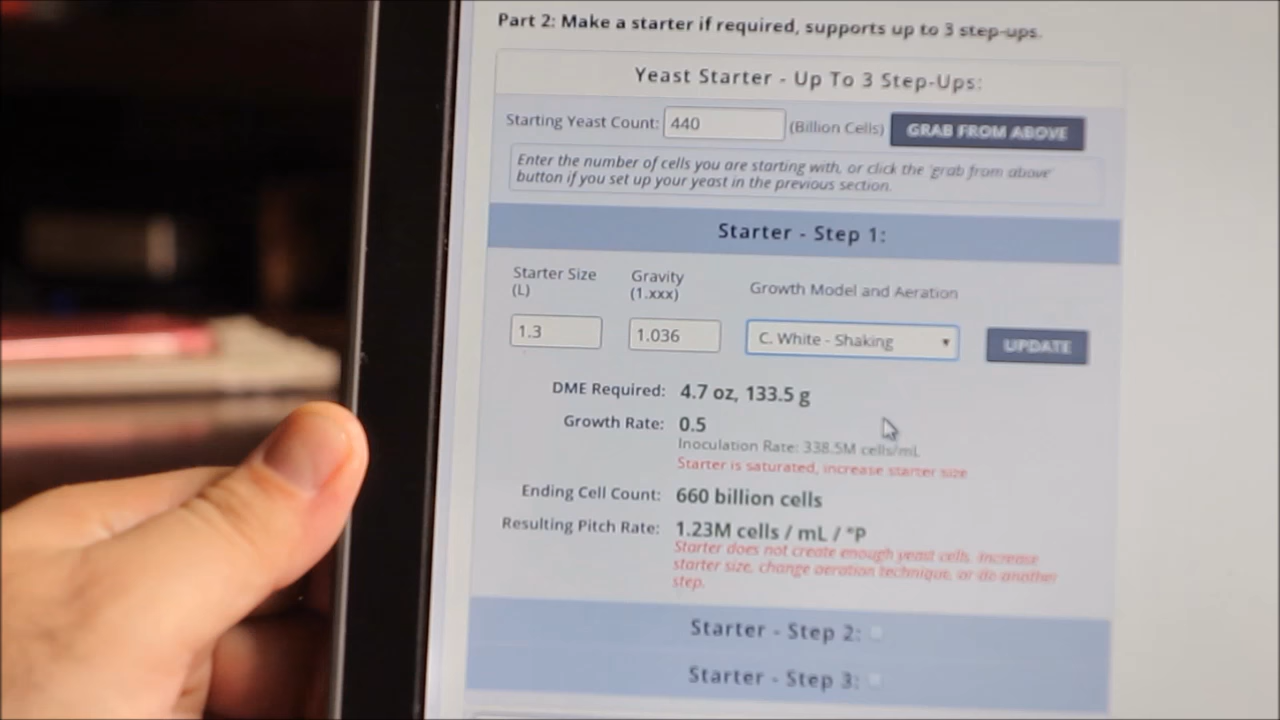 Part 2: Make a starter if required, supports up to 3 step-ups.
Yeast Starter - Up To 3 Step-Ups:
Starting Yeast Count: 440 (Billion Cells) GRAB FROM ABOVE
Enter the number of cells you are starting with, or click the 'grab from above'
button if you set up your yeast in the previous section.
Starter - Step 1:
Starter Size
(L)
Gravity
(1.xxx)
Growth Model and Aeration
1.3 1.036 C. White - Shaking UPDATE
DME Required: 4.7 oz, 133.5 g
Growth Rate: 0.5
Inoculation Rate: 338.5M cells/mL
Starter is saturated, increase starter size
Ending Cell Count: 660 billion cells
Resulting Pitch Rate: 1.23M cells / mL / °P
Starter does not create enough yeast cells. Increase
starter size, change aeration technique, or do another
step.
Starter - Step 2:
Starter - Step 3: